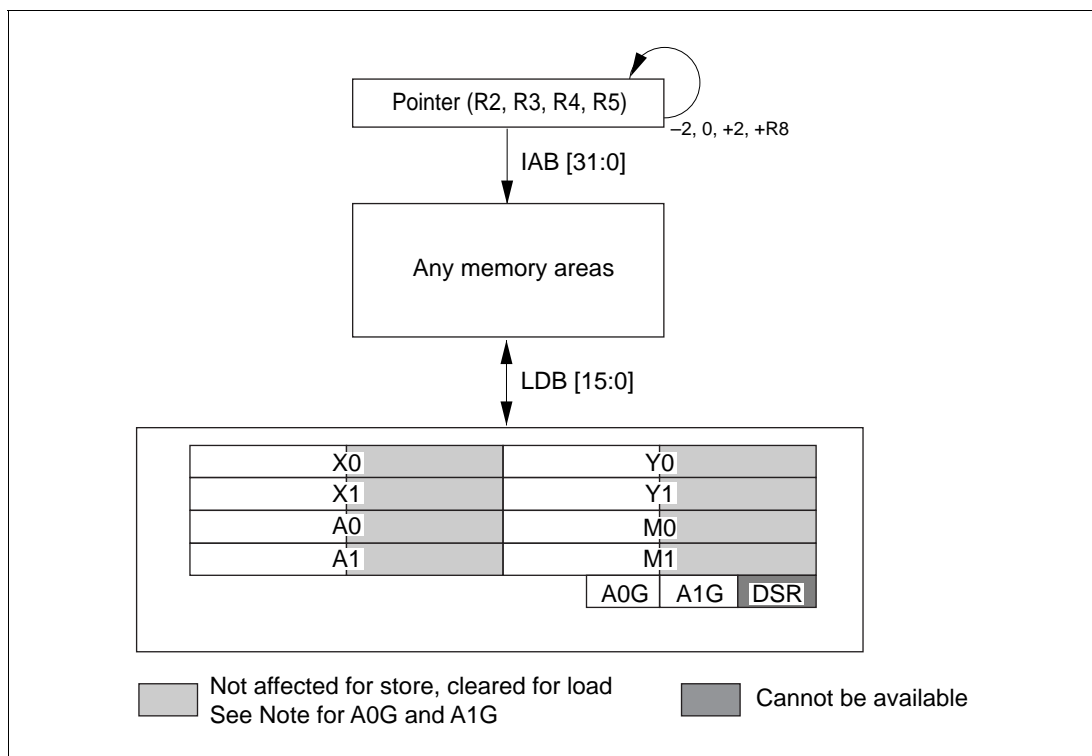 Pointer (R2, R3, R4, R5)
–2, 0, +2, +R8
IAB [31:0]
Any memory areas
LDB [15:0]
X0 Y0
X1 Y1
A0 M0
A1 M1
A0G A1G DSR
Not affected for store, cleared for load
See Note for A0G and A1G
Cannot be available